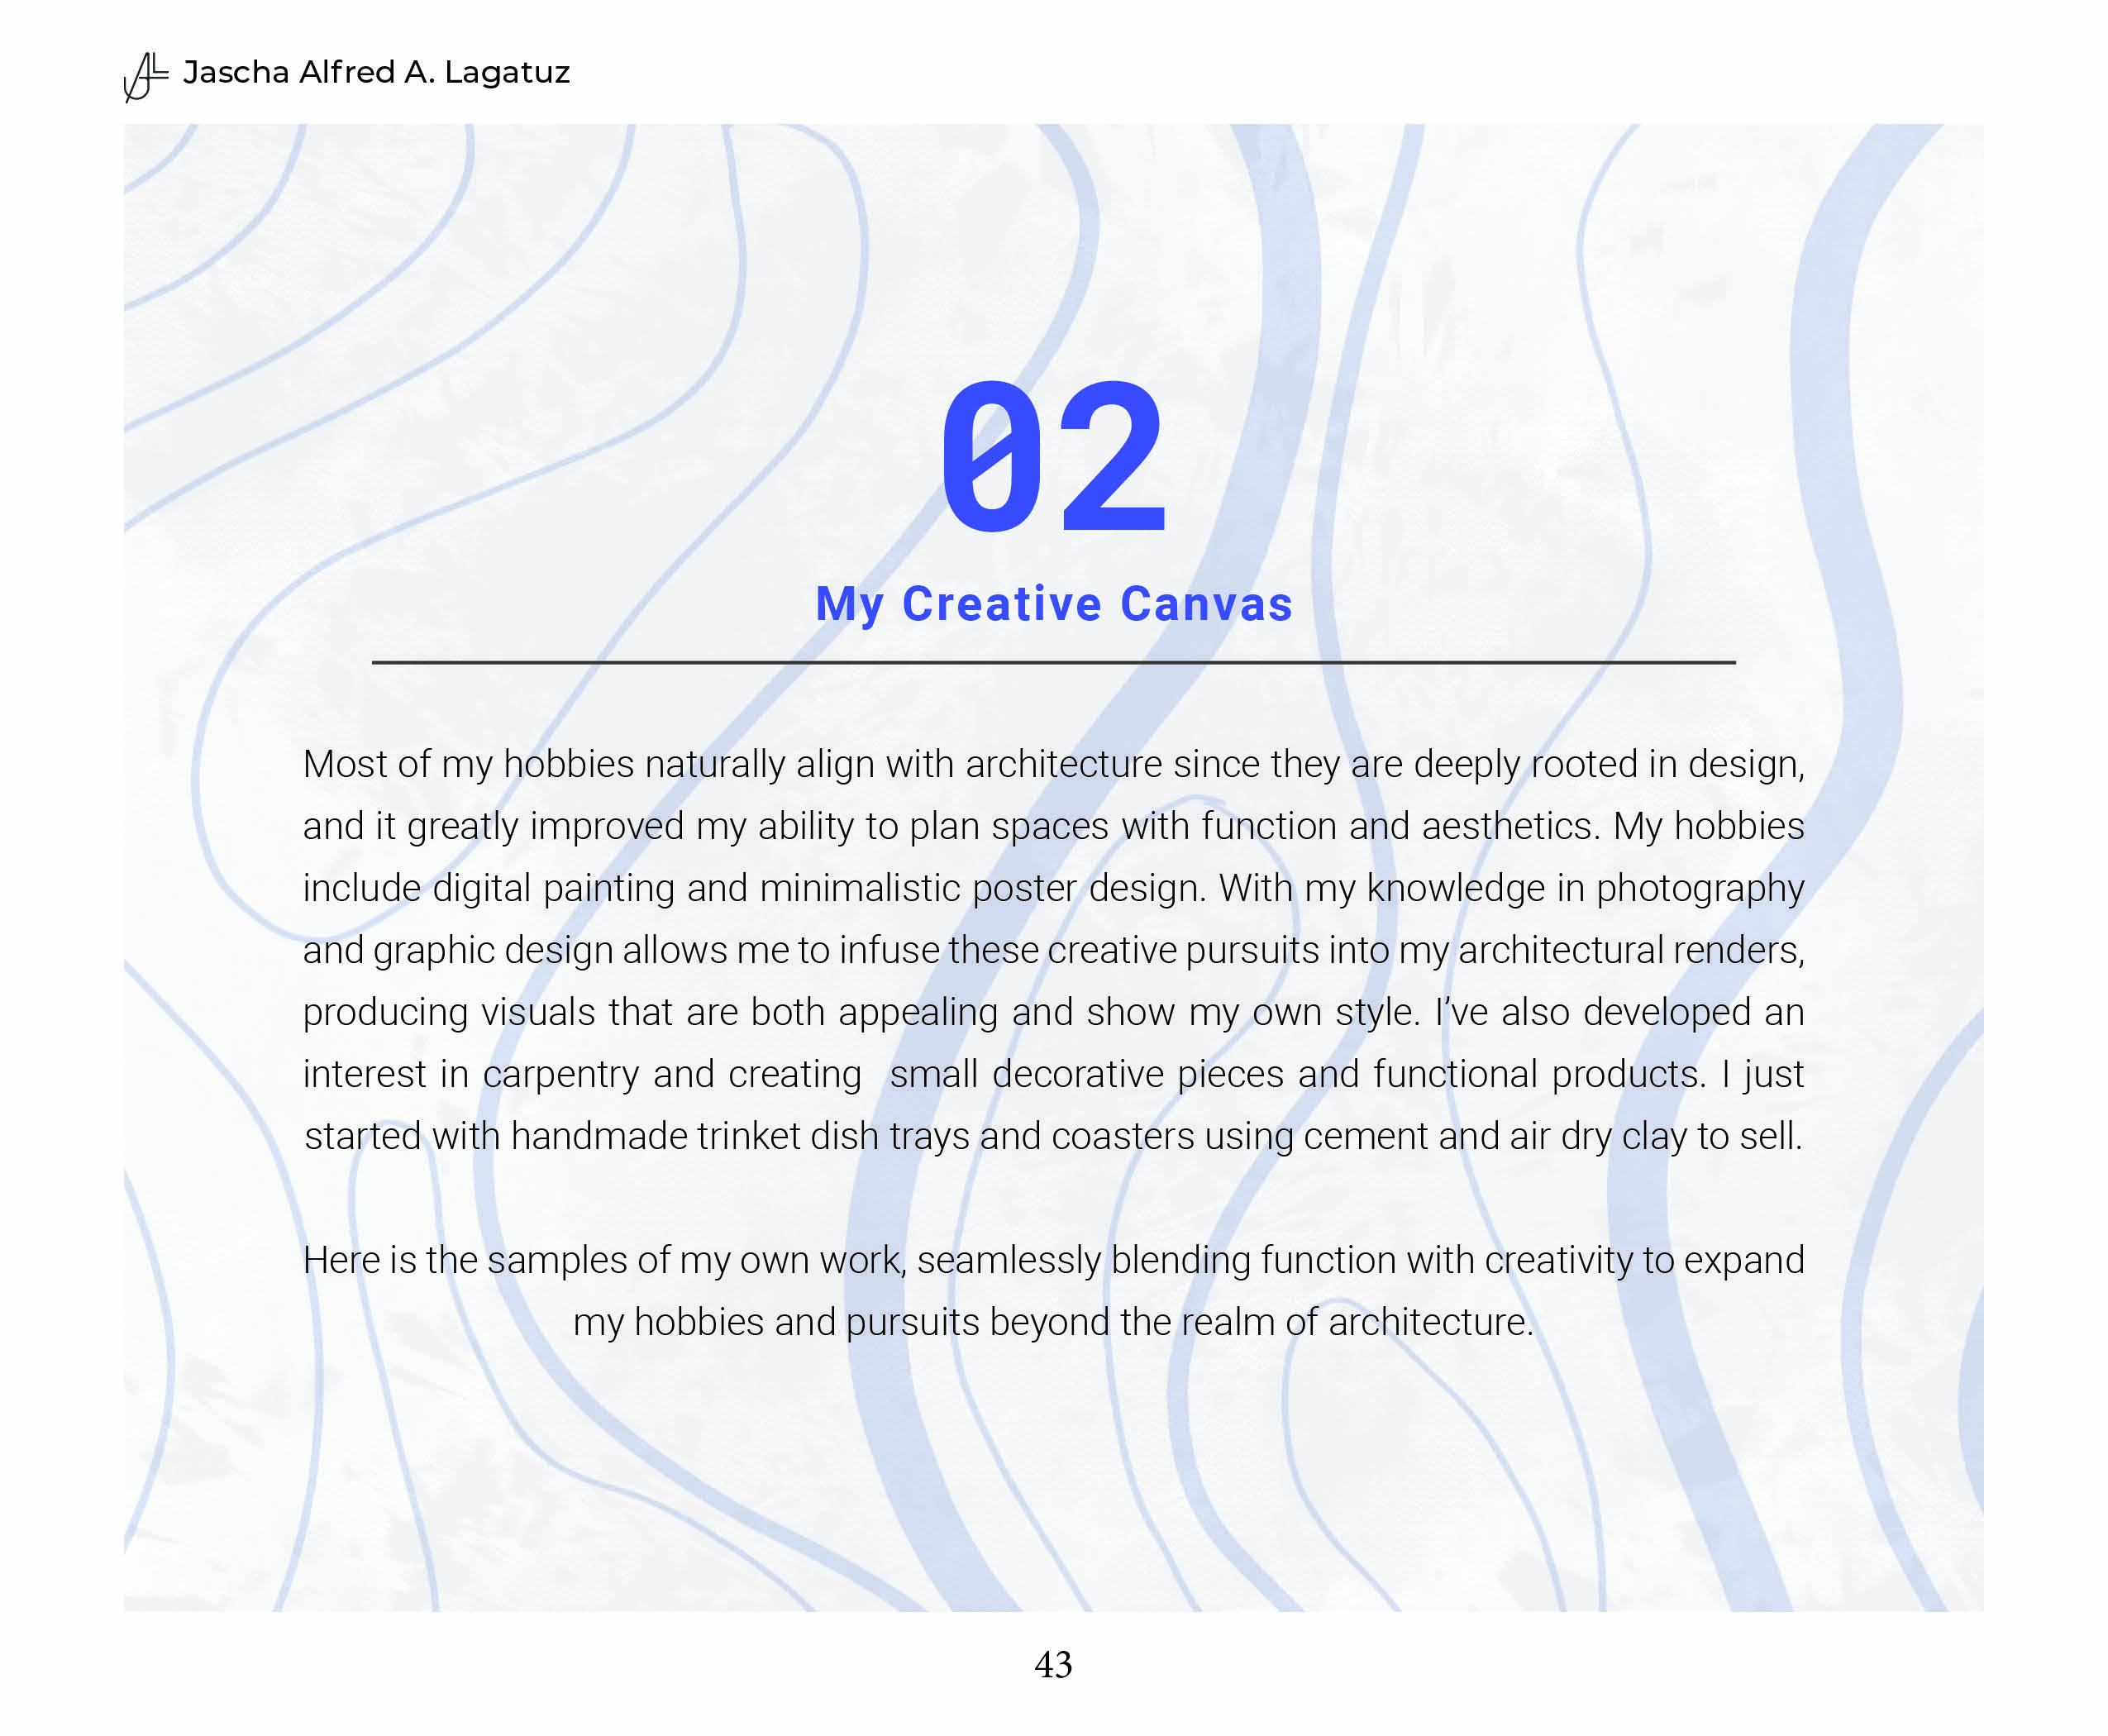 Jascha Alfred A. Lagatuz
02
My Creative Canvas
Most of my hobbies naturally align with architecture since they are deeply rooted in design,
and it greatly improved my ability to plan spaces with function and aesthetics. My hobbies
include digital painting and minimalistic poster design. With my knowledge in photography
and graphic design allows me to infuse these creative pursuits into my architectural renders,
producing visuals that are both appealing and show my own style. I’ve also developed an
interest in carpentry and creating  small decorative pieces and functional products. I just
started with handmade trinket dish trays and coasters using cement and air dry clay to sell.
Here is the samples of my own work, seamlessly blending function with creativity to expand
my hobbies and pursuits beyond the realm of architecture.
43